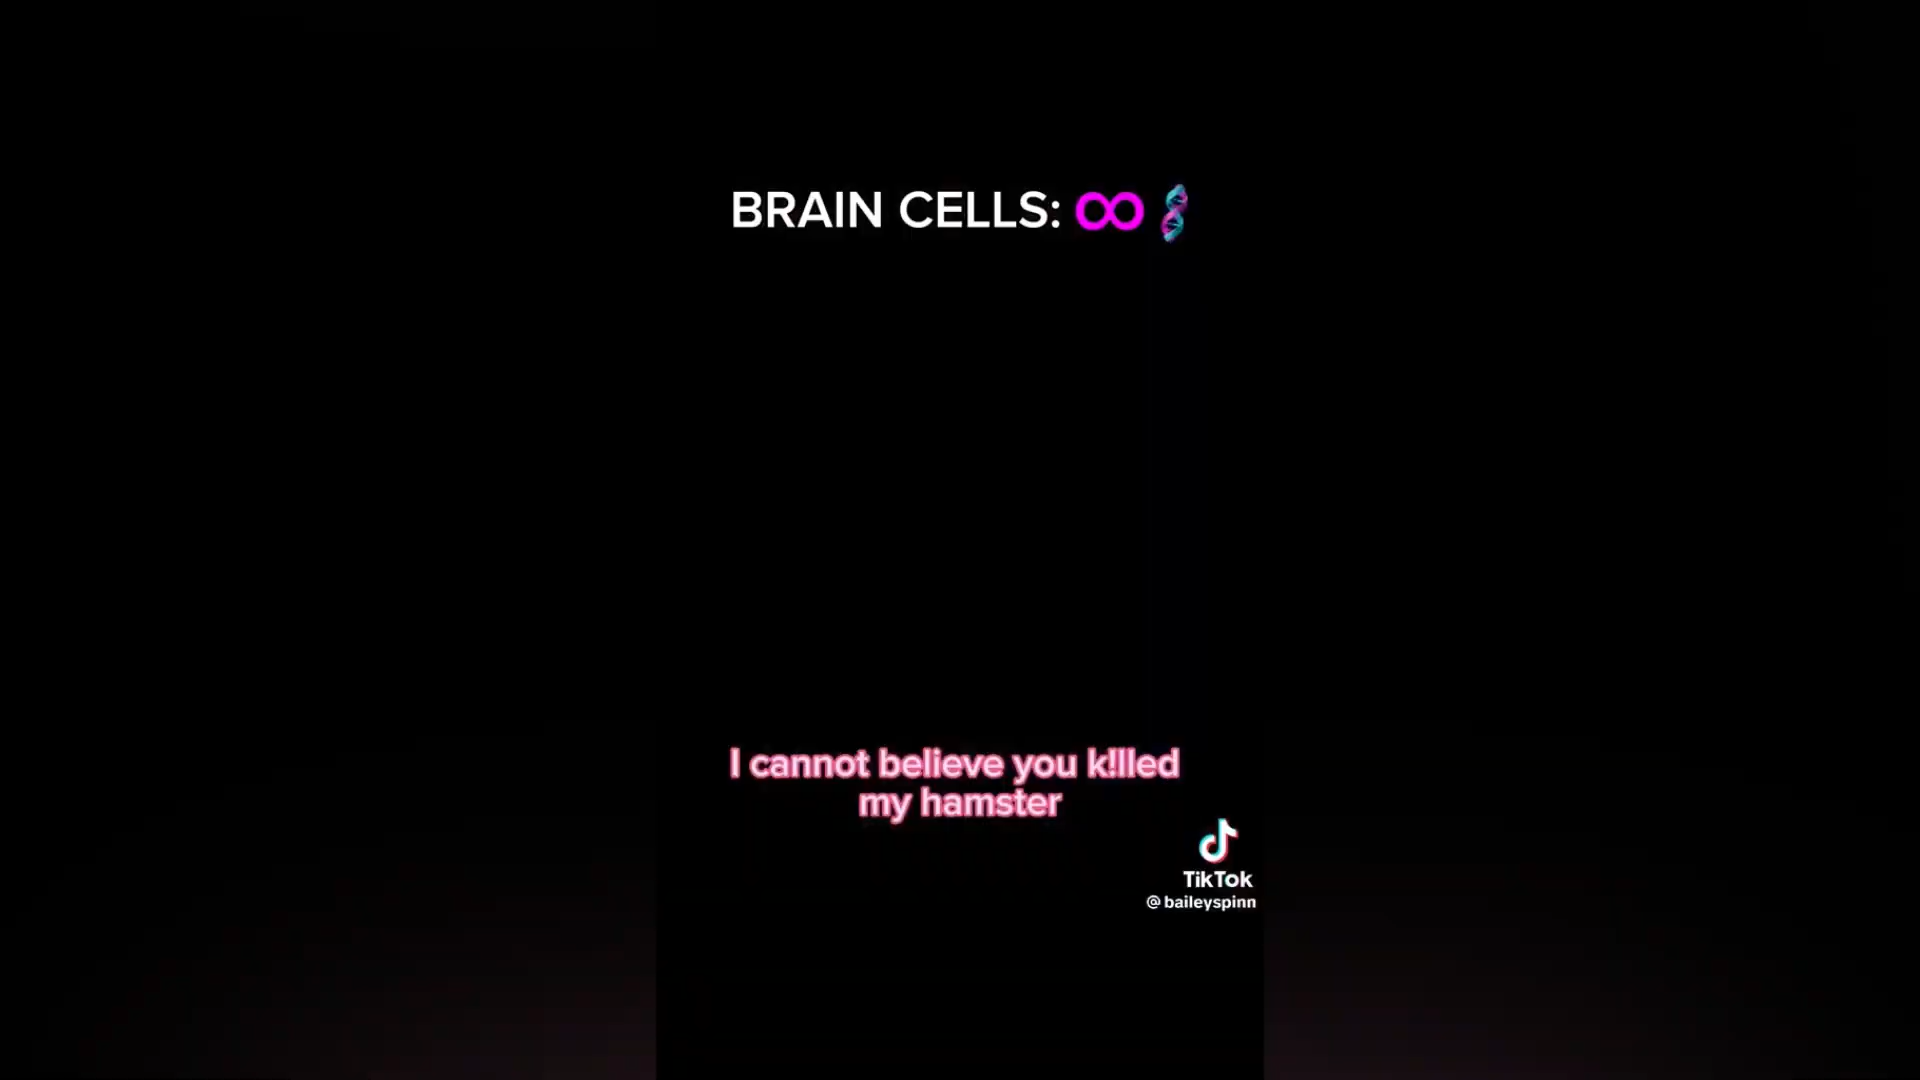 BRAIN CELLS: ∞🧬
I cannot believe you k!lled
my hamster
TikTok
@baileyspinn